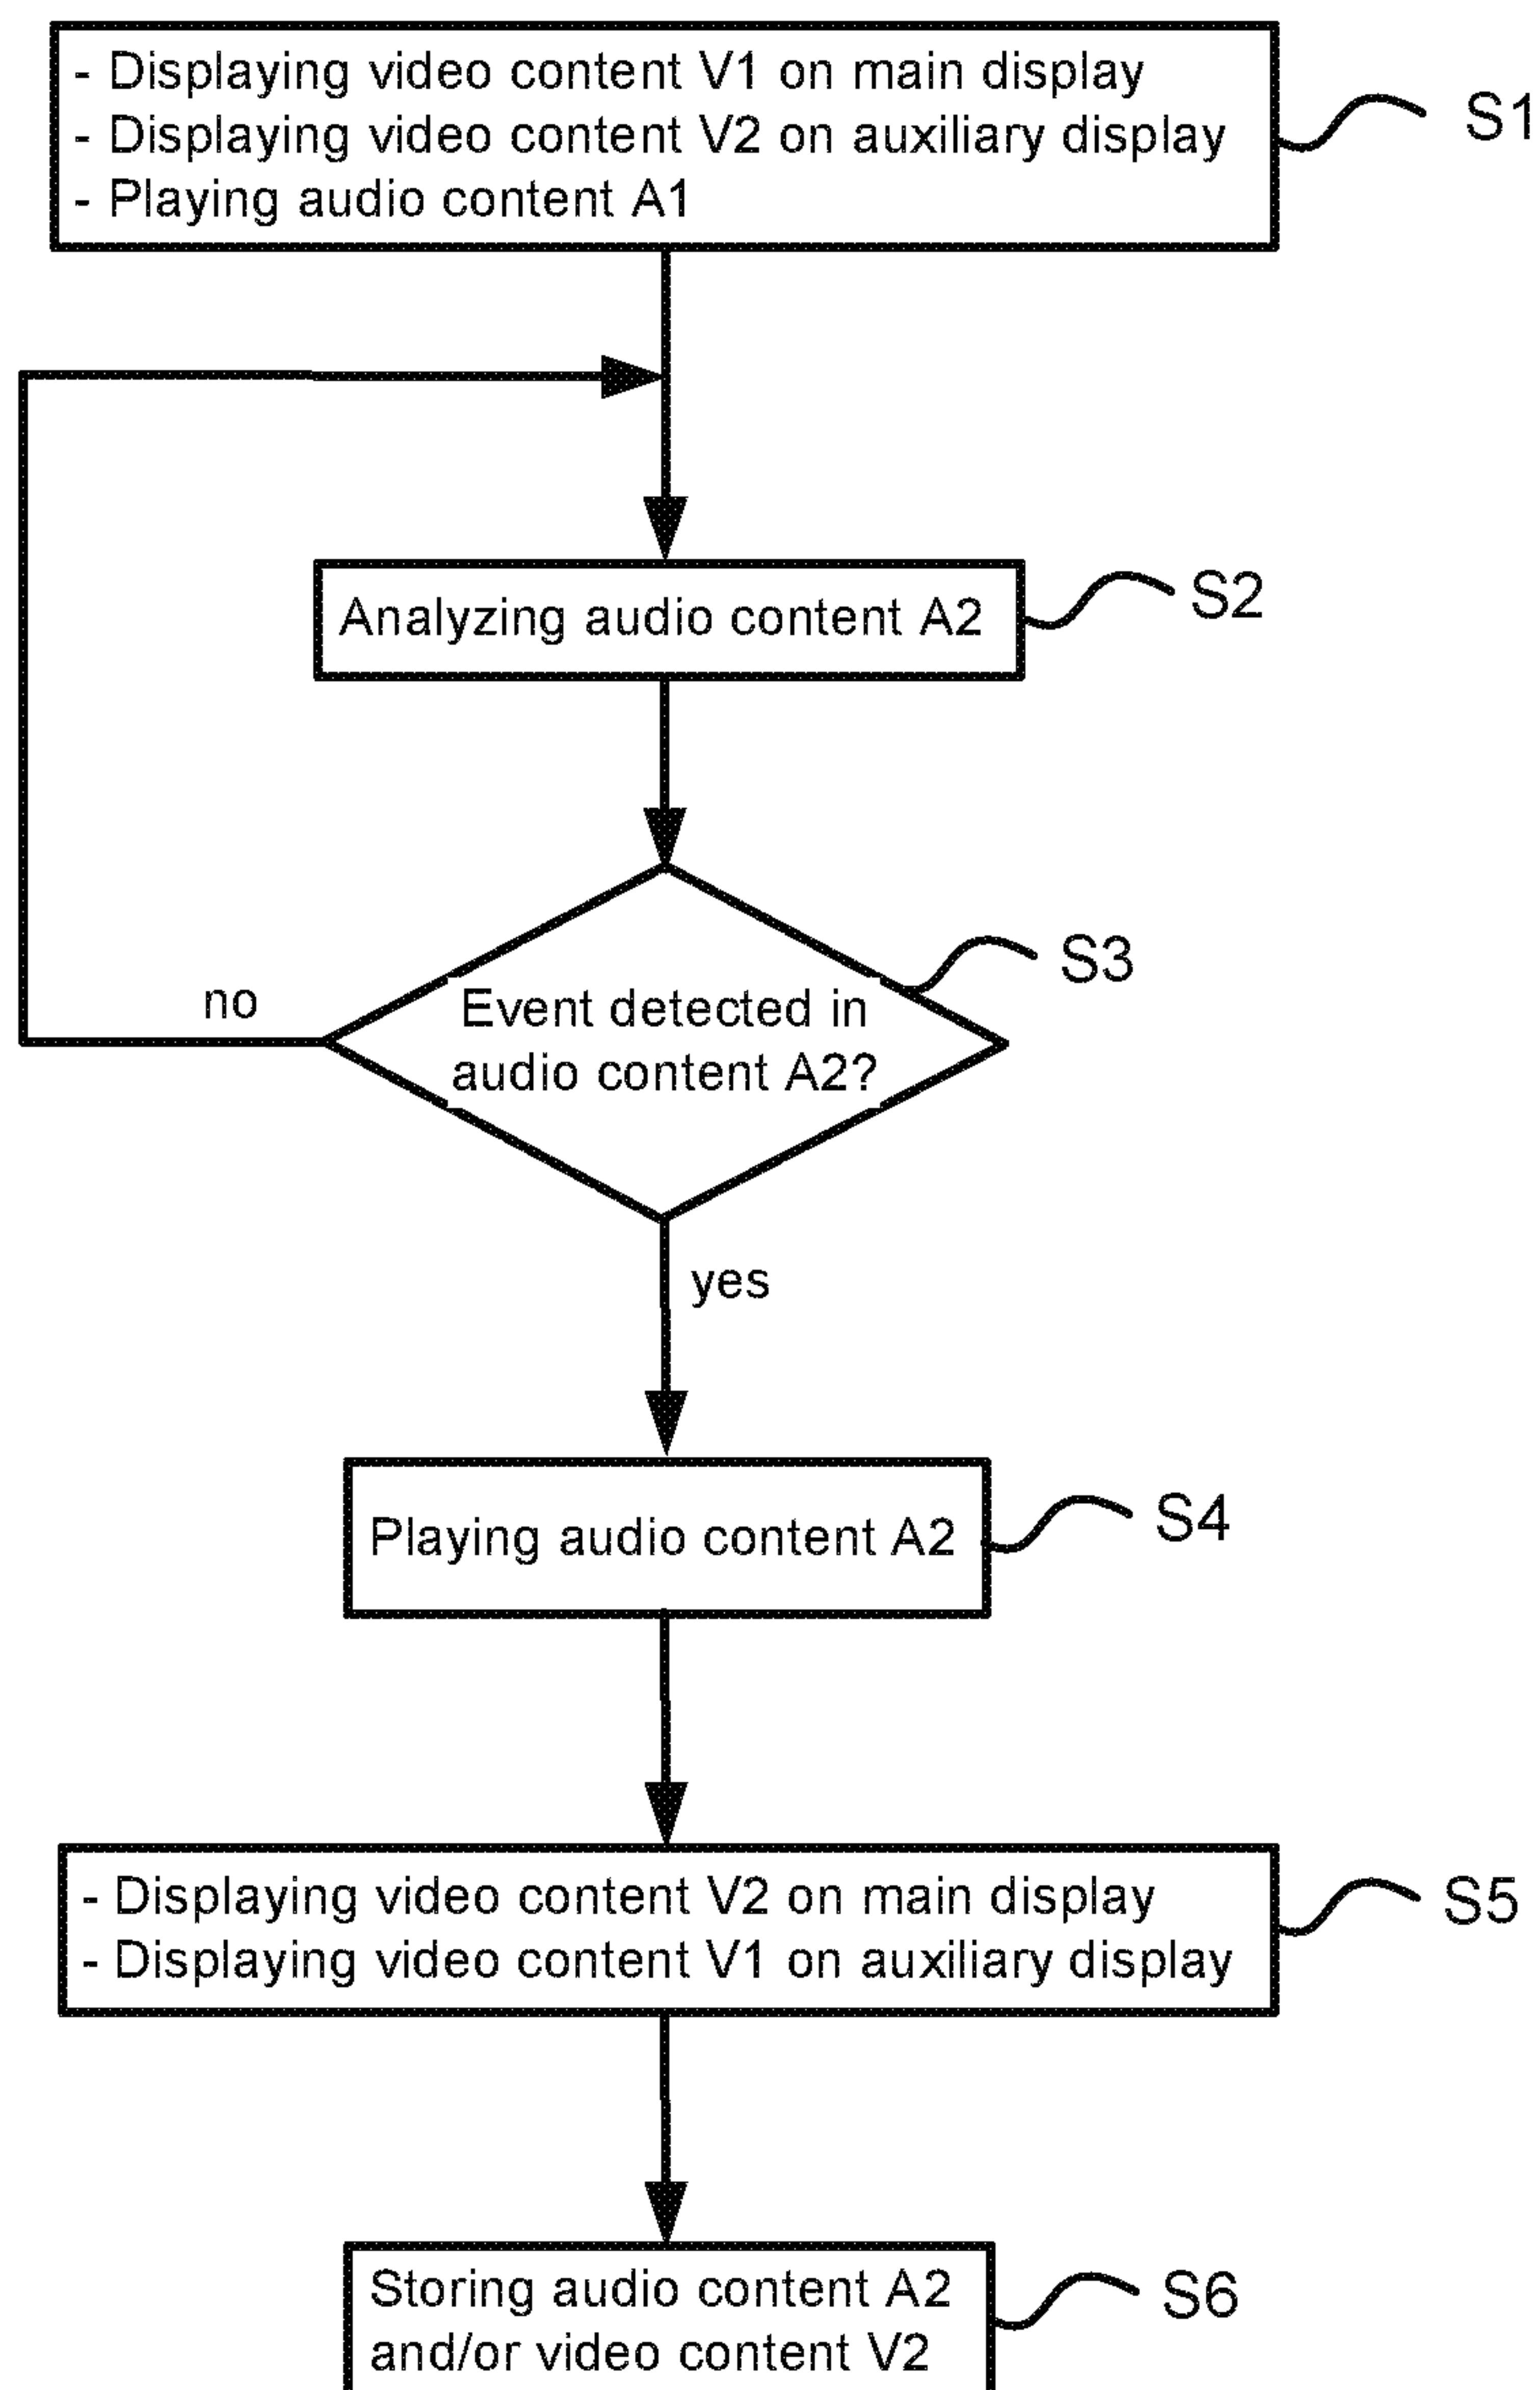 - Displaying video content V1 on main display
- Displaying video content V2 on auxiliary display
- Playing audio content A1
S1
Analyzing audio content A2
S2
S3
Event detected in
audio content A2?
no
yes
Playing audio content A2
S4
- Displaying video content V2 on main display
- Displaying video content V1 on auxiliary display
S5
Storing audio content A2
and/or video content V2
S6